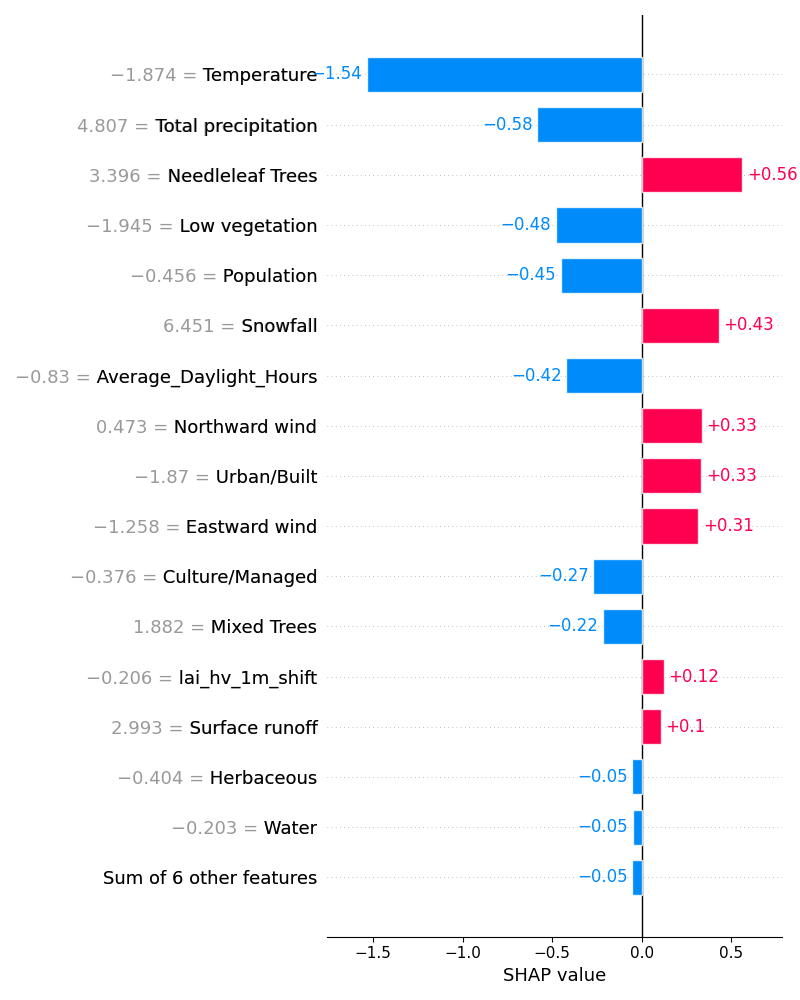 −1.874 = Temperature −1.54
4.807 = Total precipitation −0.58
3.396 = Needleleaf Trees +0.56
−1.945 = Low vegetation −0.48
−0.456 = Population −0.45
6.451 = Snowfall +0.43
−0.83 = Average_Daylight_Hours −0.42
0.473 = Northward wind +0.33
−1.87 = Urban/Built +0.33
−1.258 = Eastward wind +0.31
−0.376 = Culture/Managed −0.27
1.882 = Mixed Trees −0.22
−0.206 = lai_hv_1m_shift +0.12
2.993 = Surface runoff +0.1
−0.404 = Herbaceous −0.05
−0.203 = Water −0.05
Sum of 6 other features −0.05
−1.5 −1.0 −0.5 0.0 0.5
SHAP value